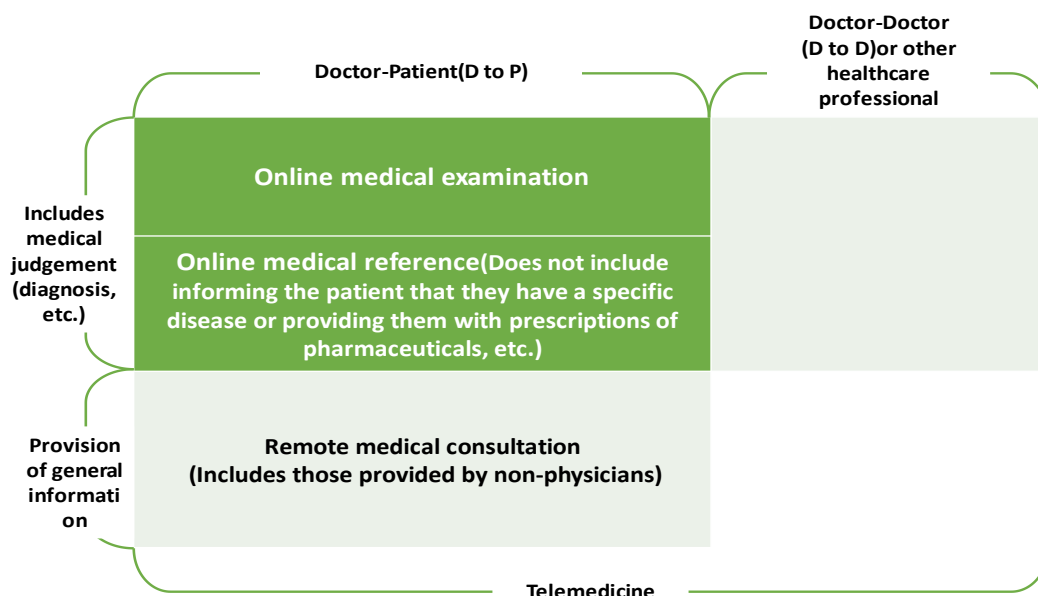 Doctor-Patient(D to P)
Doctor-Doctor
(D to D)or other
healthcare
professional
Includes
medical
judgement
(diagnosis,
etc.)
Online medical examination
Online medical reference(Does not include
informing the patient that they have a specific
disease or providing them with prescriptions of
pharmaceuticals, etc.)
Provision
of general
informati
on
Remote medical consultation
(Includes those provided by non-physicians)
Telemedicine